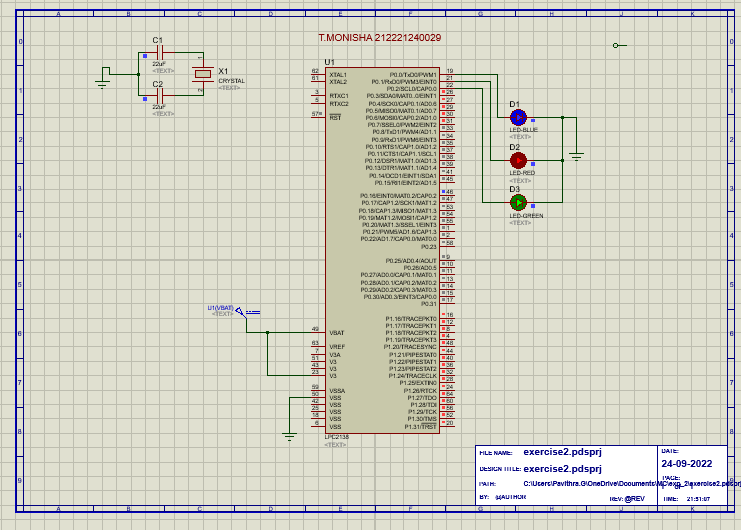 A B C D E F G H J K
T.MONISHA 212221240029
C1
22uF
<TEXT>
X1
CRYSTAL
<TEXT>
C2
22uF
<TEXT>
U1
62 XTAL1
61 XTAL2
3 RTXC1
5 RTXC2
57 RST
U1(VBAT)
<TEXT>
49 VBAT
63 VREF
7 V3A
51 V3
43 V3
23 V3
59 VSSA
50 VSS
42 VSS
25 VSS
18 VSS
6 VSS
P0.0/TxD0/PWM1 19
P0.1/RxD0/PWM3/EINT0 21
P0.2/SCL0/CAP0.0 22
P0.3/SDA0/MAT0.0/EINT1 26
P0.4/SCK0/CAP0.1/AD0.6 27
P0.5/MISO0/MAT0.1/AD0.7 29
P0.6/MOSI0/CAP0.2/AD1.0 30
P0.7/SSEL0/PWM2/EINT2 31
P0.8/TxD1/PWM4/AD1.1 33
P0.9/RxD1/PWM6/EINT3 34
P0.10/RTS1/CAP1.0/AD1.2 35
P0.11/CTS1/CAP1.1/SCL1 37
P0.12/DSR1/MAT1.0/AD1.3 38
P0.13/DTR1/MAT1.1/AD1.4 39
P0.14/DCD1/EINT1/SDA1 41
P0.15/RI1/EINT2/AD1.5 45
P0.16/EINT0/MAT0.2/CAP0.2 46
P0.17/CAP1.2/SCK1/MAT1.2 47
P0.18/CAP1.3/MISO1/MAT1.3 53
P0.19/MAT1.2/MOSI1/CAP1.2 54
P0.20/MAT1.3/SSEL1/EINT3 55
P0.21/PWM5/AD1.6/CAP1.3 1
P0.22/AD1.7/CAP0.0/MAT0.0 2
P0.23 58
P0.25/AD0.4/AOUT 9
P0.26/AD0.5 10
P0.27/AD0.0/CAP0.1/MAT0.1 11
P0.28/AD0.1/CAP0.2/MAT0.2 13
P0.29/AD0.2/CAP0.3/MAT0.3 14
P0.30/AD0.3/EINT3/CAP0.0 15
P0.31 17
P1.16/TRACEPKT0 16
P1.17/TRACEPKT1 12
P1.18/TRACEPKT2 8
P1.19/TRACEPKT3 4
P1.20/TRACESYNC 48
P1.21/PIPESTAT0 44
P1.22/PIPESTAT1 40
P1.23/PIPESTAT2 36
P1.24/TRACECLK 32
P1.25/EXTIN0 28
P1.26/RTCK 24
P1.27/TDO 64
P1.28/TDI 60
P1.29/TCK 56
P1.30/TMS 52
P1.31/TRST 20
LPC2138
<TEXT>
D1
LED-BLUE
<TEXT>
D2
LED-RED
<TEXT>
D3
LED-GREEN
<TEXT>
FILE NAME: exercise2.pdsprj
DESIGN TITLE: exercise2.pdsprj
PATH: C:\Users\Pavithra.G\OneDrive\Documents\
BY: @AUTHOR
REV: @REV
DATE:
24-09-2022
PAGE:
TIME: 21:51:07
A B C D E F G H J K